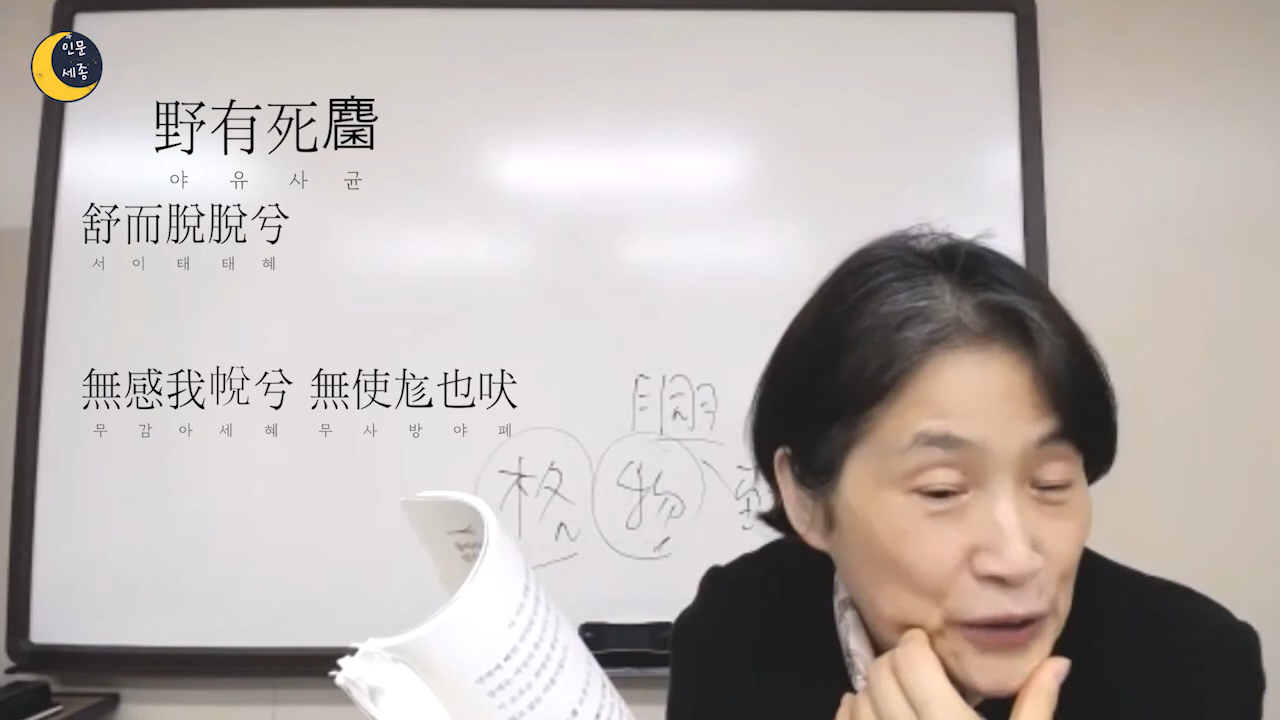 인문
세종
野有死麕
야 유 사 균
舒而脫脫兮
서 이 태 태 혜
無感我帨兮 無使尨也吠
무 감 아 세 혜 무 사 방 야 폐
格物